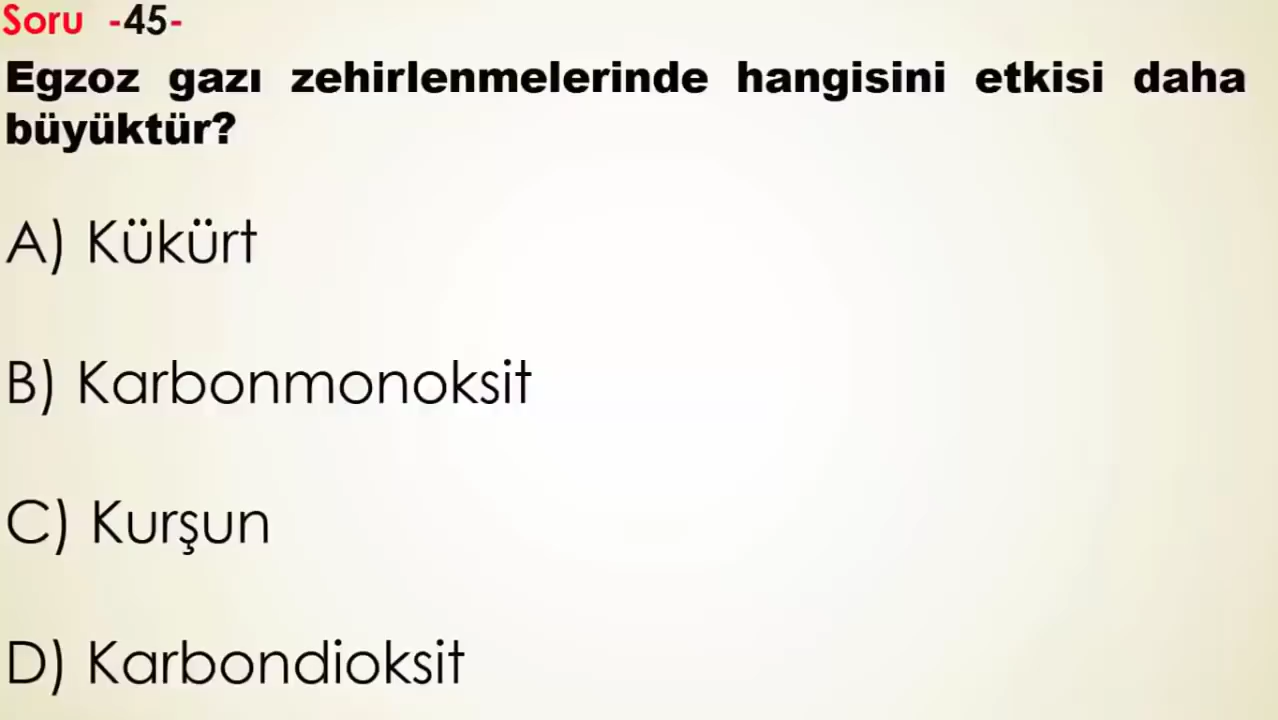 Soru -45-
Egzoz gazı zehirlenmelerinde hangisini etkisi daha
büyüktür?
A) Kükürt
B) Karbonmonoksit
C) Kurşun
D) Karbondioksit